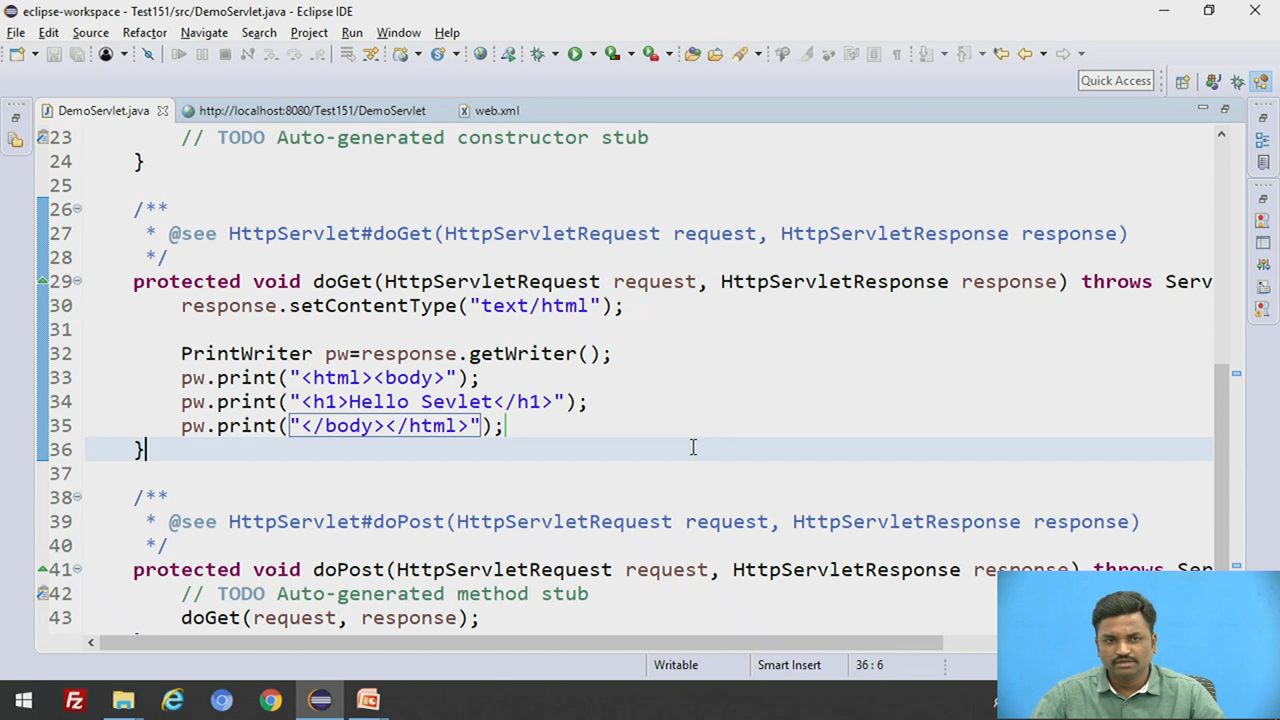 eclipse-workspace - Test151/src/DemoServlet.java - Eclipse IDE
File Edit Source Refactor Navigate Search Project Run Window Help
Quick Access
DemoServlet.java http://localhost:8080/Test151/DemoServlet web.xml
23 // TODO Auto-generated constructor stub
24 }
25
26 /**
27 * @see HttpServlet#doGet(HttpServletRequest request, HttpServletResponse response)
28 */
29 protected void doGet(HttpServletRequest request, HttpServletResponse response) throws Serv
30 response.setContentType("text/html");
31
32 PrintWriter pw=response.getWriter();
33 pw.print("<html><body>");
34 pw.print("<h1>Hello Sevlet</h1>");
35 pw.print("</body></html>");
36 }
37
38 /**
39 * @see HttpServlet#doPost(HttpServletRequest request, HttpServletResponse response)
40 */
41 protected void doPost(HttpServletRequest request, HttpServletResponse response) throws Ser
42 // TODO Auto-generated method stub
43 doGet(request, response);
Writable Smart Insert 36 : 6